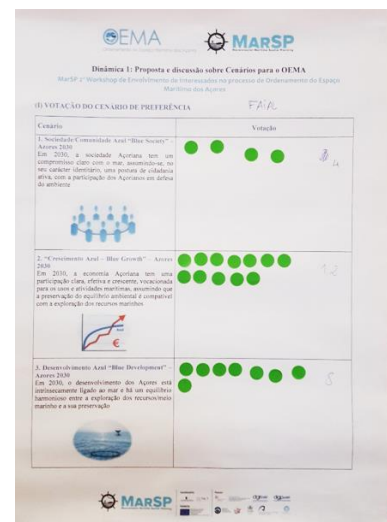 OEMA
MARSP
Dinâmica 1: Proposta e discussão sobre Cenários para o OEMA
MarSP 2º Workshop de Envolvimento de Interessados no processo de Ordenamento do Espaço
Marítimo dos Açores
(I) VOTAÇÃO DO CENÁRIO DE PREFERÊNCIA
FAIAL
Cenário
Votação
1. Sociedade/Comunidade Azul "Blue Society" –
Azores 2030
Em 2030, a sociedade Açoriana tem um
compromisso claro com o mar, assumindo-se, no
seu carácter identitário, uma postura de cidadania
ativa, com a participação dos Açorianos em defesa
do ambiente
4
2. "Crescimento Azul – Blue Growth" – Azores
2030
Em 2030, a economia Açoriana tem uma
participação clara, efetiva e crescente, vocacionada
para os usos e atividades marítimas, assumindo que
a preservação do equilíbrio ambiental é compatível
com a exploração dos recursos marinhos
12
€
3. Desenvolvimento Azul "Blue Development" –
Azores 2030
Em 2030, o desenvolvimento dos Açores está
intrinsecamente ligado ao mar e há um equilíbrio
harmonioso entre a exploração dos recursos/meio
marinho e a sua preservação
MARSP